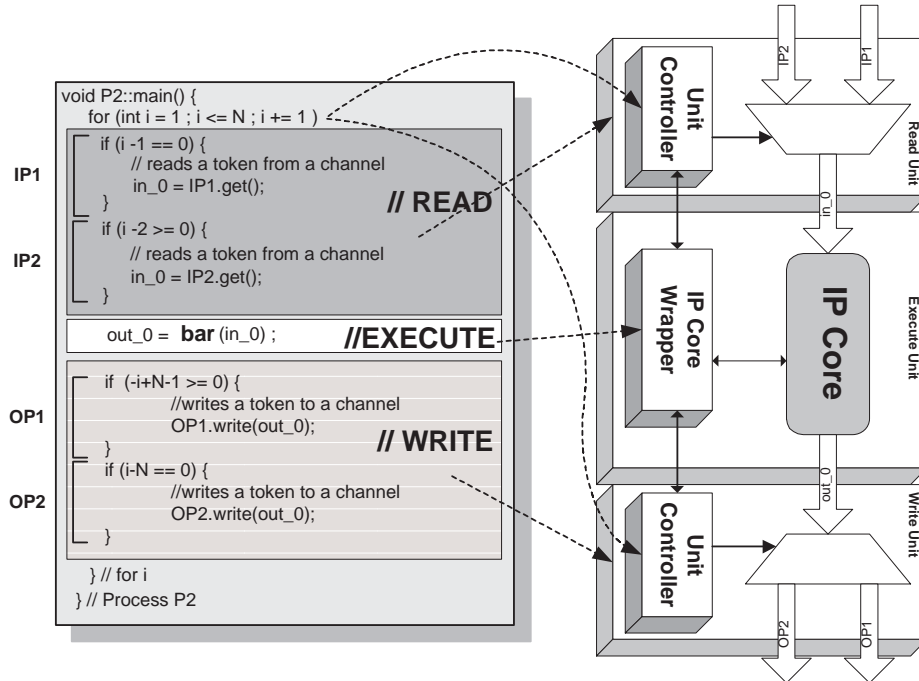 void P2::main() {
for (int i = 1 ; i <= N ; i += 1 )
IP1
if (i -1 == 0) {
// reads a token from a channel
in_0 = IP1.get();
}
// READ
IP2
if (i -2 >= 0) {
// reads a token from a channel
in_0 = IP2.get();
}
out_0 = bar (in_0) ;
//EXECUTE
OP1
if (-i+N-1 >= 0) {
//writes a token to a channel
OP1.write(out_0);
}
// WRITE
OP2
if (i-N == 0) {
//writes a token to a channel
OP2.write(out_0);
}
} // for i
} // Process P2
IP2
IP1
Unit
Controller
Read Unit
in_0
IP Core
Wrapper
IP Core
Execute Unit
out_0
Unit
Controller
Write Unit
OP2
OP1